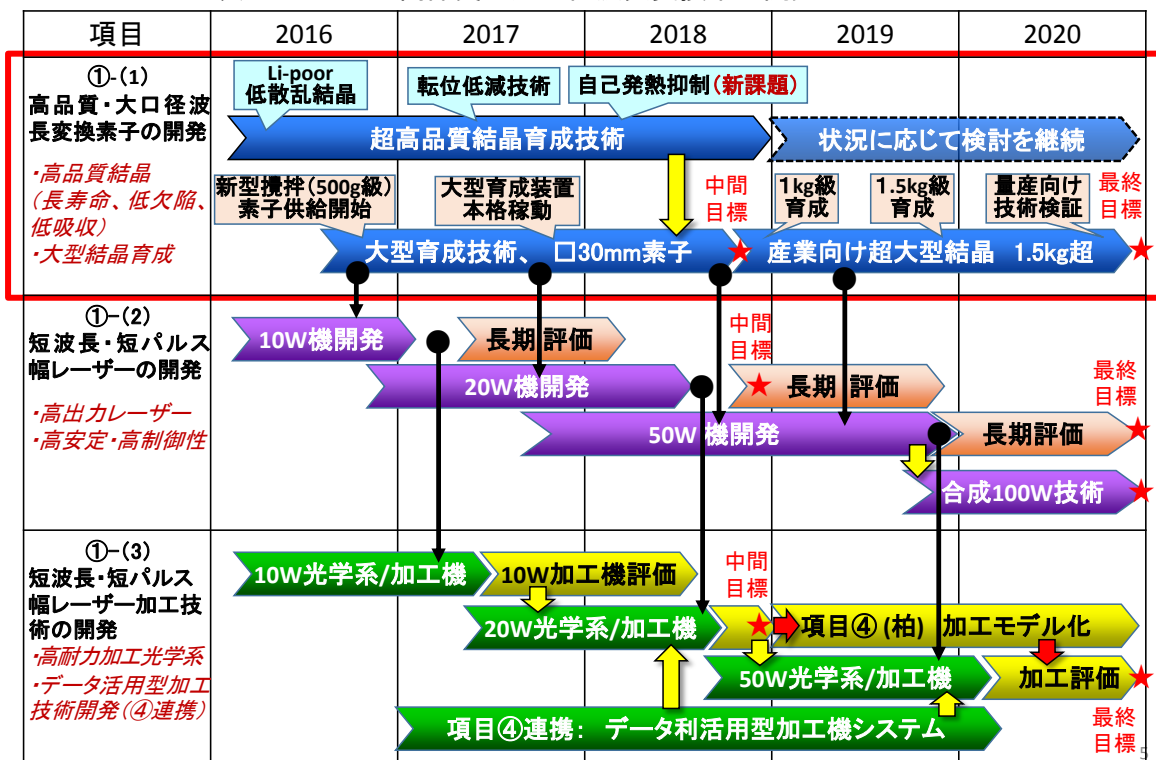 項目
2016
2017
2018
2019
2020
①-(1)
高品質・大口径波
長変換素子の開発
・高品質結晶
(長寿命、低欠陥、
低吸収)
・大型結晶育成
Li-poor
低散乱結晶
転位低減技術
自己発熱抑制(新課題)
超高品質結晶育成技術
状況に応じて検討を継続
新型攪拌(500g級)
素子供給開始
大型育成装置
本格稼動
中間
目標
1kg級
育成
1.5kg級
育成
量産向け
技術検証
最終
目標
大型育成技術、 □30mm素子
産業向け超大型結晶 1.5kg超
①-(2)
短波長・短パルス
幅レーザーの開発
・高出力レーザー
・高安定・高制御性
10W機開発
長期評価
中間
目標
20W機開発
長期 評価
最終
目標
50W 機開発
長期評価
合成100W技術
①-(3)
短波長・短パルス
幅レーザー加工技
術の開発
・高耐力加工光学系
・データ活用型加工
技術開発(④連携)
10W光学系/加工機
10W加工機評価
中間
目標
20W光学系/加工機
項目④ (柏) 加工モデル化
50W光学系/加工機
加工評価
項目④連携: データ利活用型加工機システム
最終
目標
5